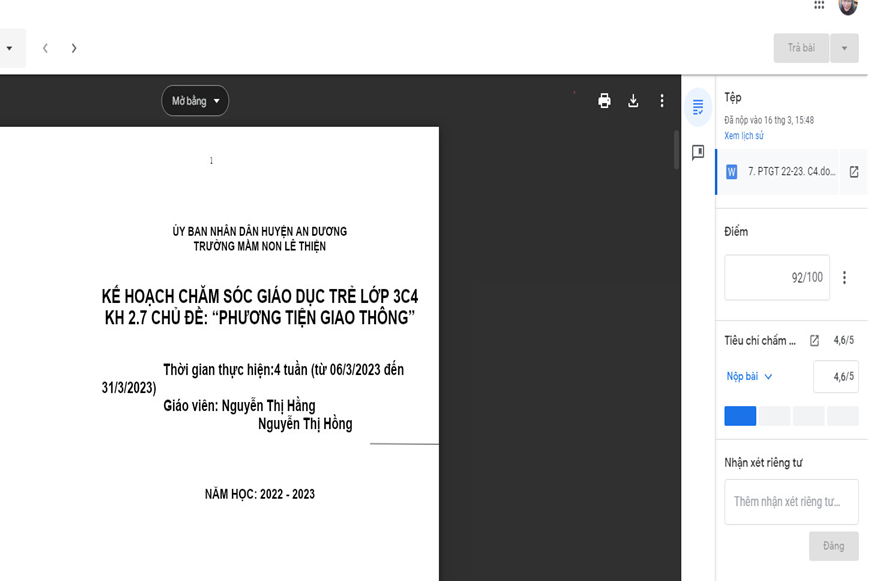 Trả bài
Mở bằng
Tệp
Đã nộp vào 16 thg 3, 15:48
Xem lịch sử
W 7. PTGT 22-23. C4.do...
1
ỦY BAN NHÂN DÂN HUYỆN AN DƯƠNG
TRƯỜNG MẦM NON LÊ THIỆN
KẾ HOẠCH CHĂM SÓC GIÁO DỤC TRẺ LỚP 3C4
KH 2.7 CHỦ ĐỀ: “PHƯƠNG TIỆN GIAO THÔNG”
Thời gian thực hiện:4 tuần (từ 06/3/2023 đến
31/3/2023)
Giáo viên: Nguyễn Thị Hằng
Nguyễn Thị Hồng
NĂM HỌC: 2022 - 2023
Điểm
92/100
Tiêu chí chấm ... 4,6/5
Nộp bài 4,6/5
Nhận xét riêng tư
Thêm nhận xét riêng tư...
Đăng